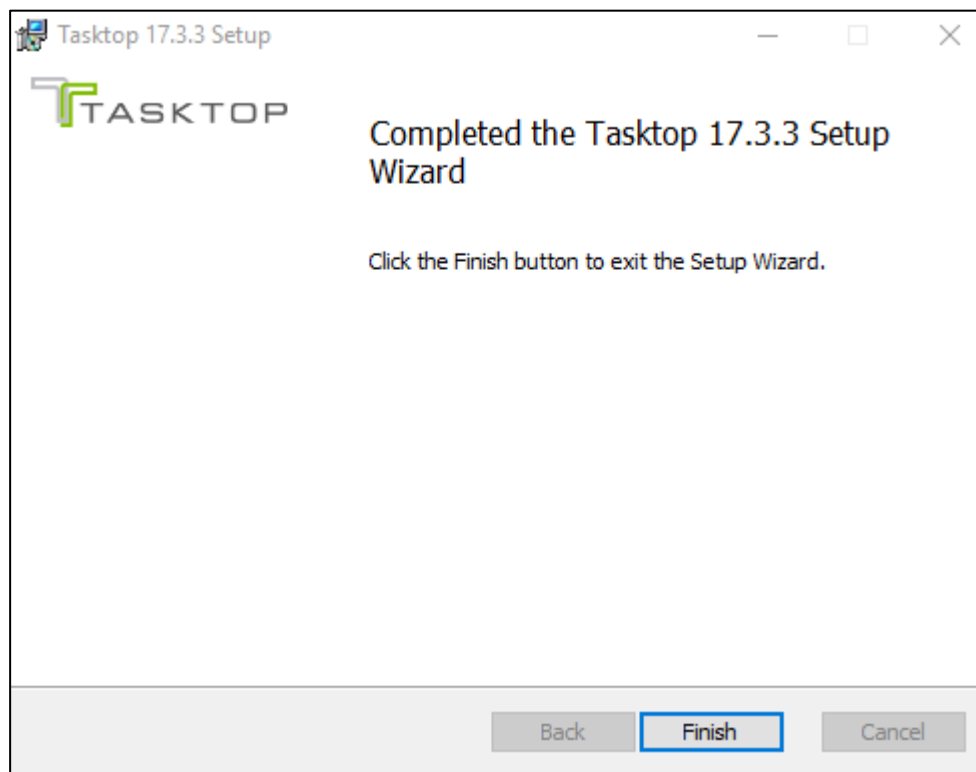 Tasktop 17.3.3 Setup
TASKTOP
Completed the Tasktop 17.3.3 Setup
Wizard
Click the Finish button to exit the Setup Wizard.
Back
Finish
Cancel